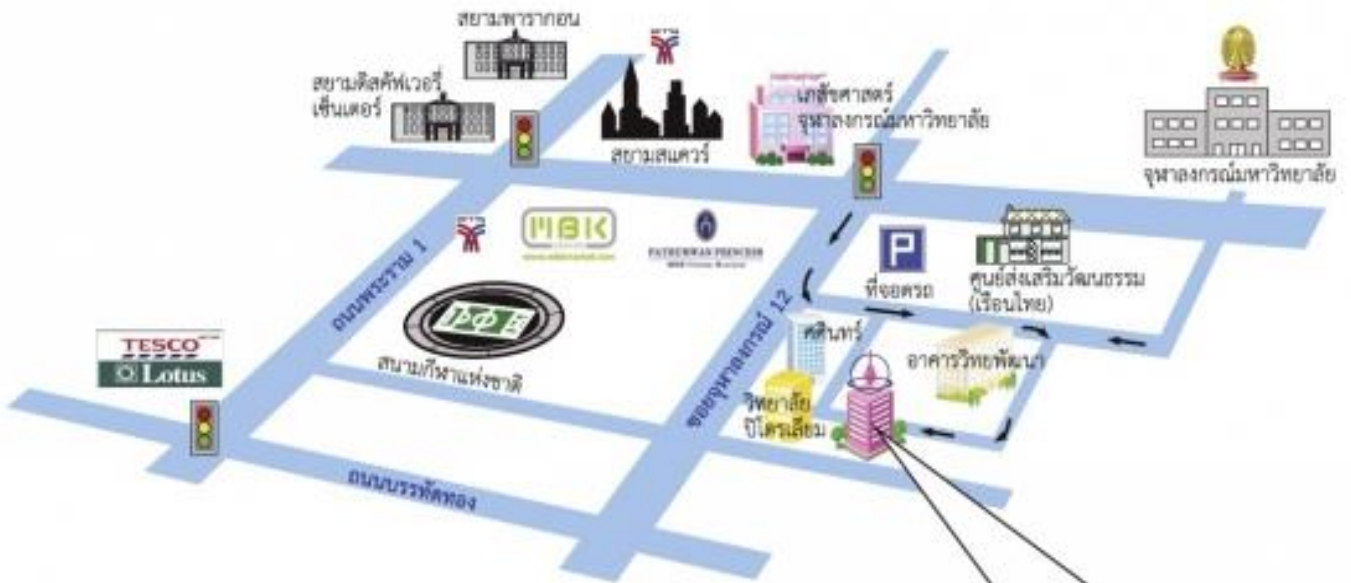 สยามพารากอน
สยามดิสคัฟเวอรี่
เซ็นเตอร์
สยามสแควร์
เภสัชศาสตร์
จุฬาลงกรณ์มหาวิทยาลัย
จุฬาลงกรณ์มหาวิทยาลัย
MBK
PATHUMWAN PRINCESS
P
ที่จอดรถ
ศูนย์ส่งเสริมวัฒนธรรม
(เรือนไทย)
ถนนพระราม 1
สนามกีฬาแห่งชาติ
ซอยจุฬาลงกรณ์ 12
TESCO
Lotus
ศศินทร์
อาคารวิทยพัฒนา
วิทยาลัย
ปิโตรเลียม
ถนนบรรทัดทอง